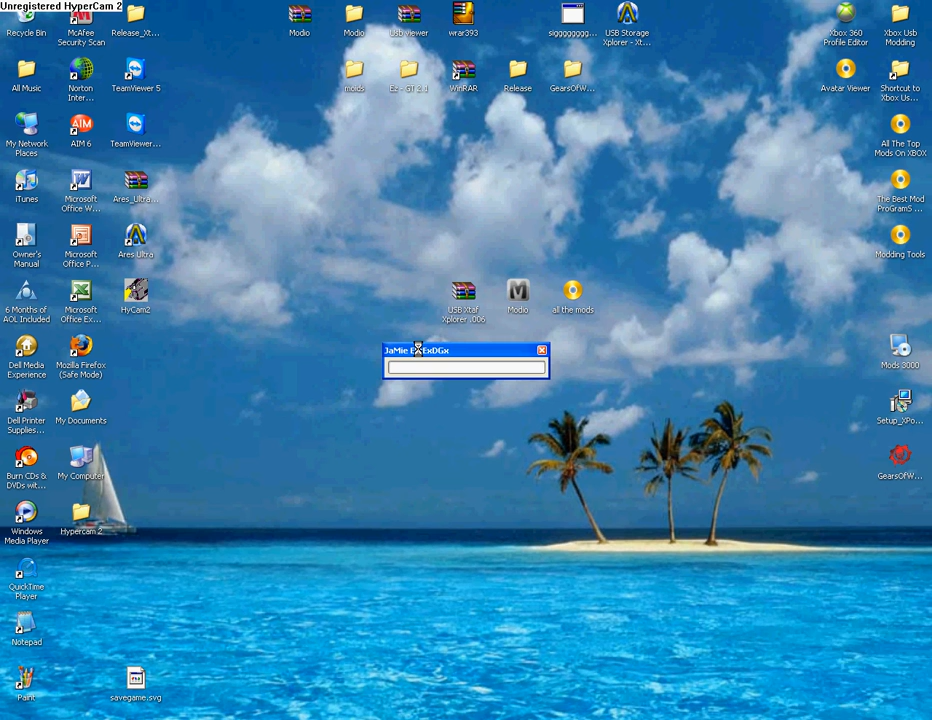 Unregistered HyperCam 2
Recycle Bin
McAfee
Security Scan
Release_Xt...
Modio
Modio
Usb viewer
wrar393
siggggggg...
USB Storage
Xplorer - Xt...
Xbox 360
Profile Editor
Xbox Usb
Modding
All Music
Norton
Inter...
TeamViewer 5
moids
Ez - GT 2.1
WinRAR
Release
GearsOfW...
Avatar Viewer
Shortcut to
Xbox Us...
My Network
Places
AIM 6
TeamViewer...
All The Top
Mods On XBOX
iTunes
Microsoft
Office W...
Ares_Ultra...
The Best Mod
ProGramS ...
Owner's
Manual
Microsoft
Office P...
Ares Ultra
Modding Tools
6 Months of
AOL Included
Microsoft
Office Ex...
HyCam2
USB Xtaf
Xplorer .006
Modio
all the mods
JaMie
Dell Media
Experience
Mozilla Firefox
(Safe Mode)
Mods 3000
Dell Printer
Supplies...
My Documents
Setup_XPo...
Burn CDs &
DVDs wit...
My Computer
GearsOfW...
Windows
Media Player
Hypercam 2
QuickTime
Player
Notepad
Paint
savegame.svg